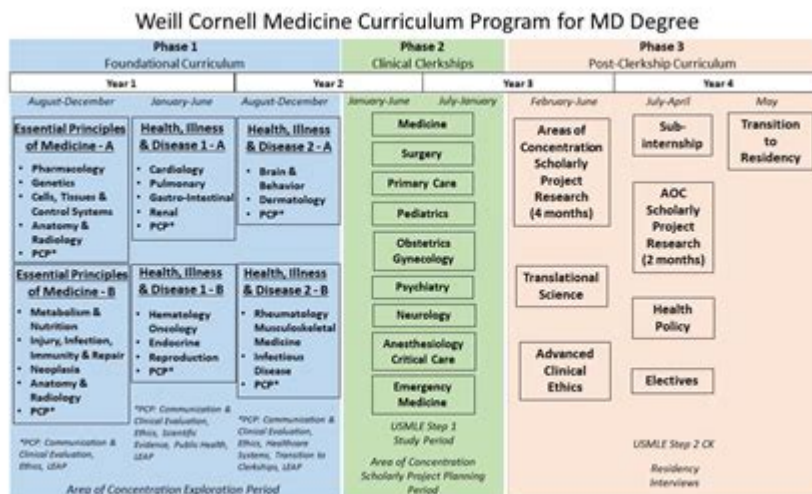 Weill Cornell Medicine Curriculum Program for MD Degree
Phase 1
Foundational Curriculum
Phase 2
Clinical Clerkships
Phase 3
Post-Clerkship Curriculum
Year 1
Year 2
Year 3
Year 4
August-December
January-June
August-December
January-June
July-January
February-June
July-April
May
Essential Principles
of Medicine - A
• Pharmacology
• Genetics
• Cells, Tissues &
Control Systems
• Anatomy &
Radiology
• PCP*
Essential Principles
of Medicine - B
• Metabolism &
Nutrition
• Injury, Infection,
Immunity & Repair
• Neoplasia
• Anatomy &
Radiology
• PCP*
*PCP: Communication &
Clinical Evaluation,
Ethics, LEAP
Health, Illness
& Disease 1 - A
• Cardiology
• Pulmonary
• Gastro-Intestinal
• Renal
• PCP*
Health, Illness
& Disease 1 - B
• Hematology
Oncology
• Endocrine
• Reproduction
• PCP*
*PCP: Communication &
Clinical Evaluation,
Ethics, Scientific
Evidence, Public Health,
LEAP
Health, Illness
& Disease 2 - A
• Brain &
Behavior
• Dermatology
• PCP*
Health, Illness
& Disease 2 - B
• Rheumatology
Musculoskeletal
Medicine
• Infectious
Disease
• PCP*
*PCP: Communication &
Clinical Evaluation,
Ethics, Healthcare
Systems, Transition to
Clerkships, LEAP
Area of Concentration Exploration Period
Medicine
Surgery
Primary Care
Pediatrics
Obstetrics
Gynecology
Psychiatry
Neurology
Anesthesiology
Critical Care
Emergency
Medicine
USMLE Step 1
Study Period
Area of Concentration
Scholarly Project Planning
Period
Areas of
Concentration
Scholarly
Project
Research
(4 months)
Translational
Science
Advanced
Clinical
Ethics
Sub-
internship
AOC
Scholarly
Project
Research
(2 months)
Health
Policy
Electives
USMLE Step 2 CK
Residency
Interviews
Transition
to
Residency